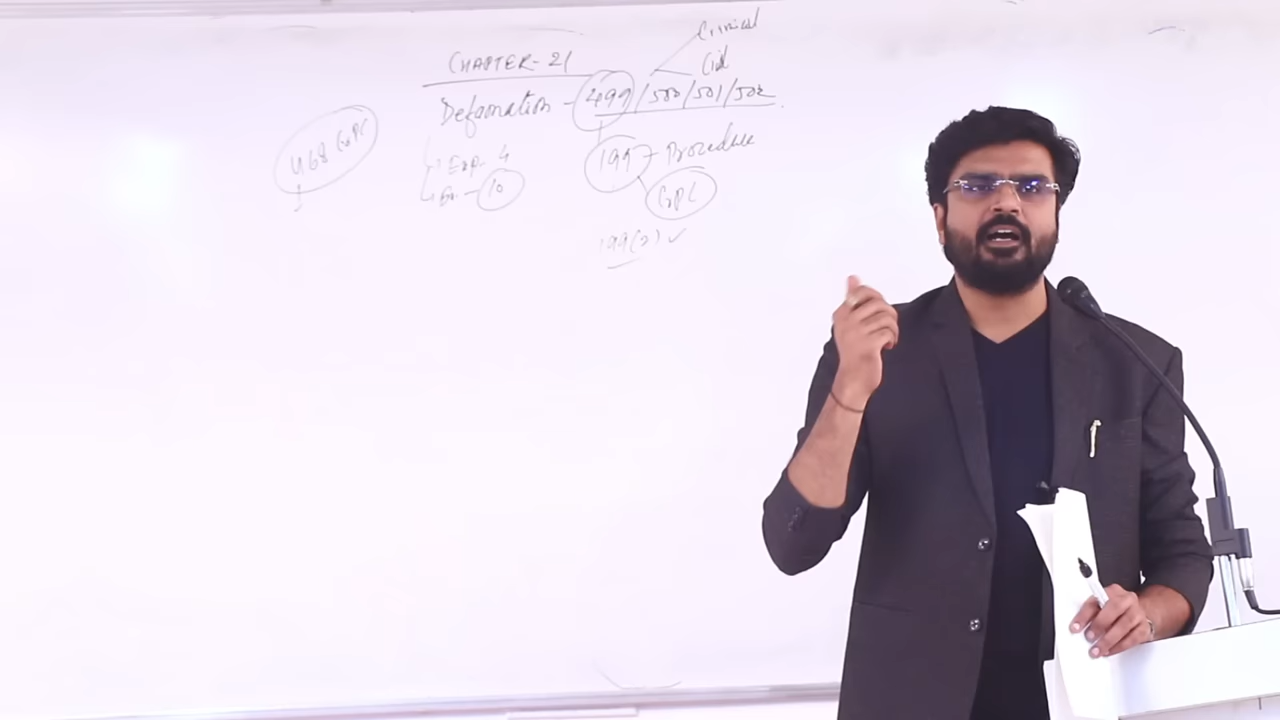 Criminal
Civil
CHAPTER-21
Defamation - 499/500/501/502
468 CrPC
Exp- 4
Ex. - 10
199 - Procedure
CrPC
199(2) ✓